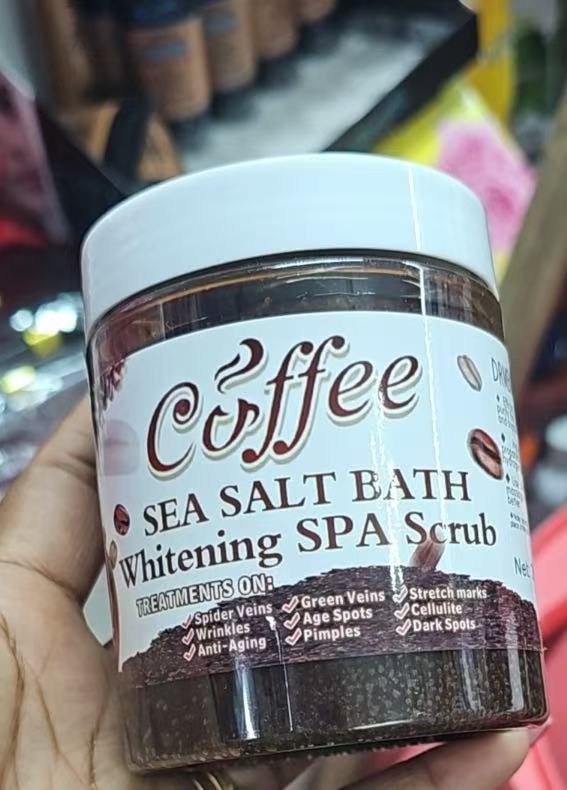 Coffee
SEA SALT BATH
Whitening SPA Scrub
TREATMENTS ON:
Spider Veins
Wrinkles
Anti-Aging
Green Veins
Age Spots
Pimples
Stretch marks
Cellulite
Dark Spots
Net